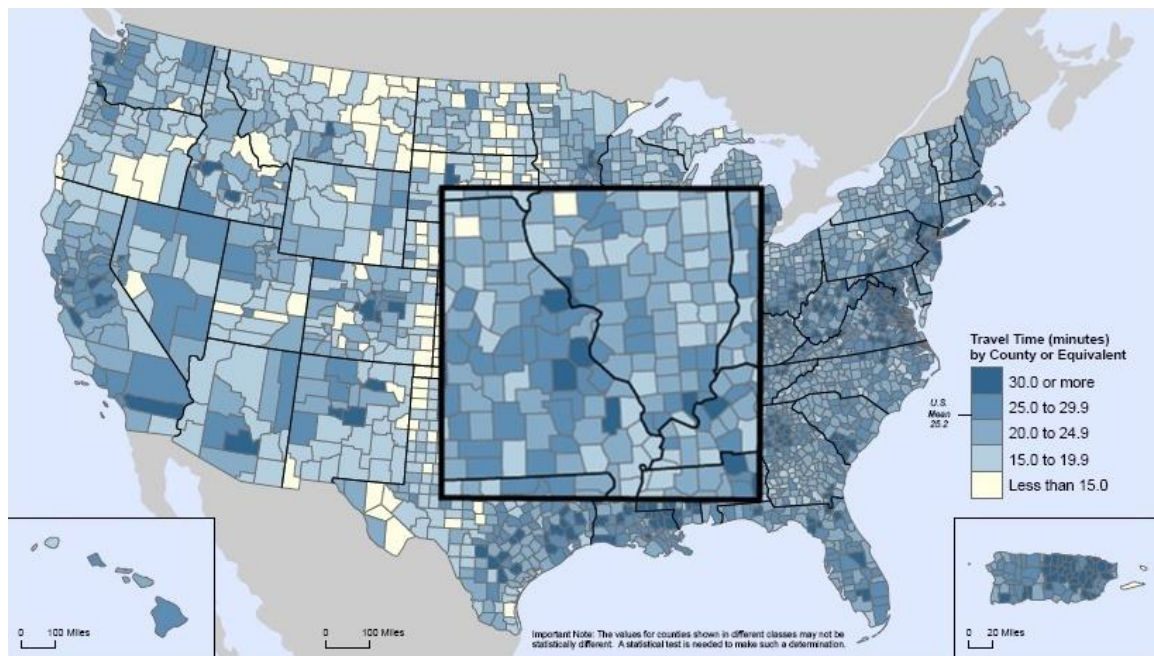 Travel Time (minutes)
by County or Equivalent
30.0 or more
25.0 to 29.9
U.S.
Mean
25.2
20.0 to 24.9
15.0 to 19.9
Less than 15.0
0 100 Miles
0 100 Miles
Important Note: The values for counties shown in different classes may not be
statistically different. A statistical test is needed to make such a determination.
0 20 Miles